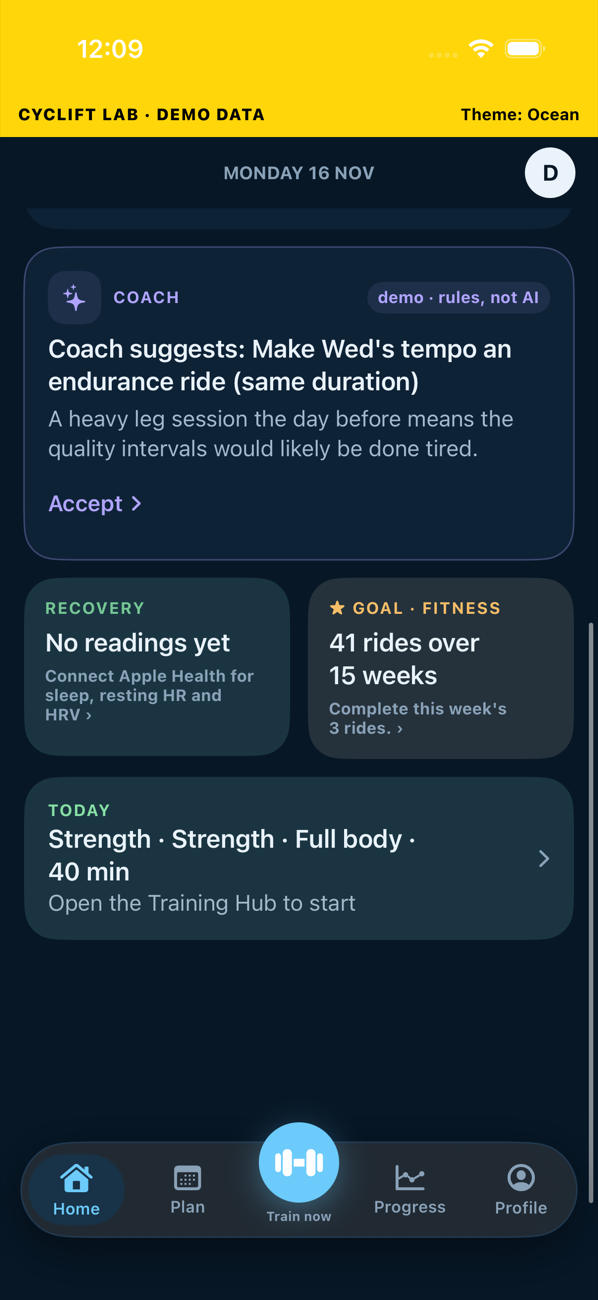 12:09
CYCLIFT LAB · DEMO DATA
Theme: Ocean
MONDAY 16 NOV
D
COACH
demo · rules, not AI
Coach suggests: Make Wed's tempo an
endurance ride (same duration)
A heavy leg session the day before means the
quality intervals would likely be done tired.
Accept ›
RECOVERY
No readings yet
Connect Apple Health for
sleep, resting HR and
HRV ›
GOAL · FITNESS
41 rides over
15 weeks
Complete this week's
3 rides. ›
TODAY
Strength · Strength · Full body ·
40 min
Open the Training Hub to start
Home
Plan
Train now
Progress
Profile